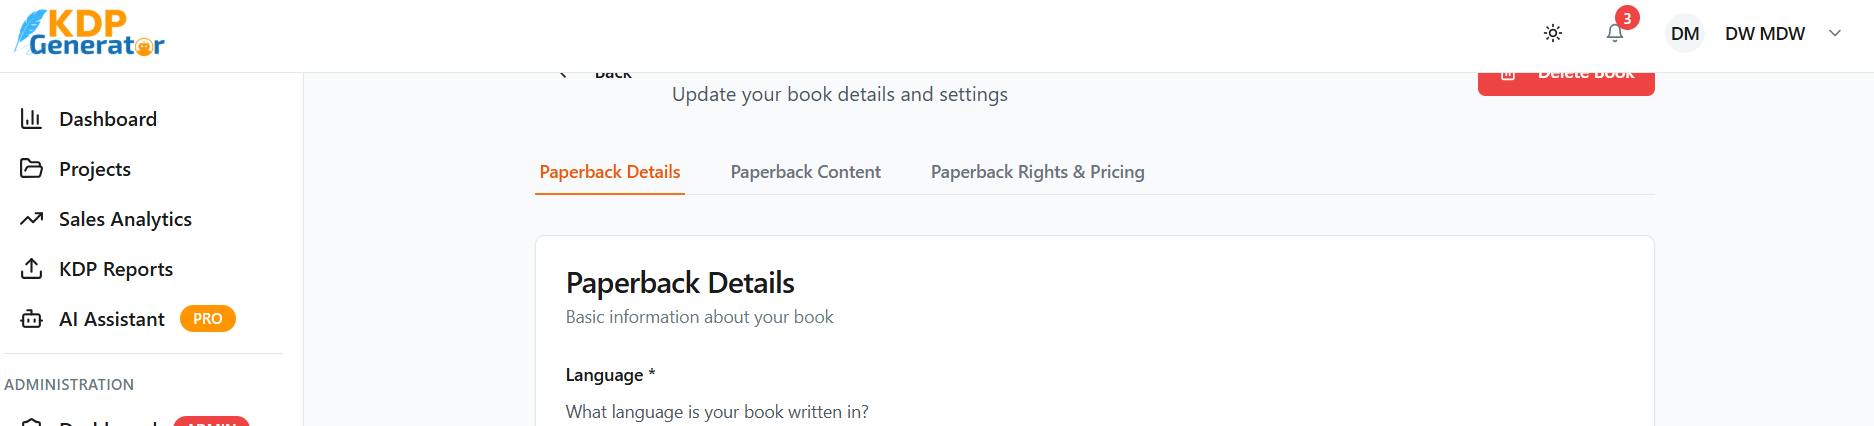 KDP
Generator
3
DM
DW MDW
Back
Delete Book
Update your book details and settings
Dashboard
Projects
Sales Analytics
KDP Reports
AI Assistant
PRO
ADMINISTRATION
Dashboard
ADMIN
Paperback Details
Paperback Content
Paperback Rights & Pricing
Paperback Details
Basic information about your book
Language *
What language is your book written in?